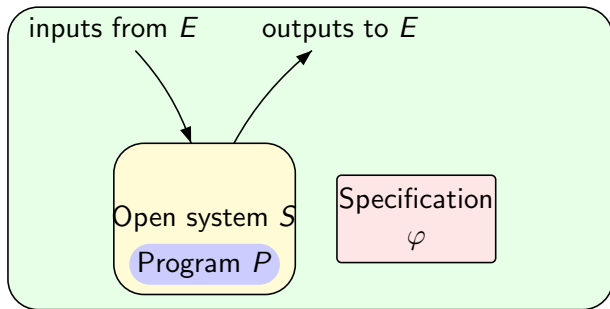 inputs from E
outputs to E
Open system S
Program P
Specification
φ